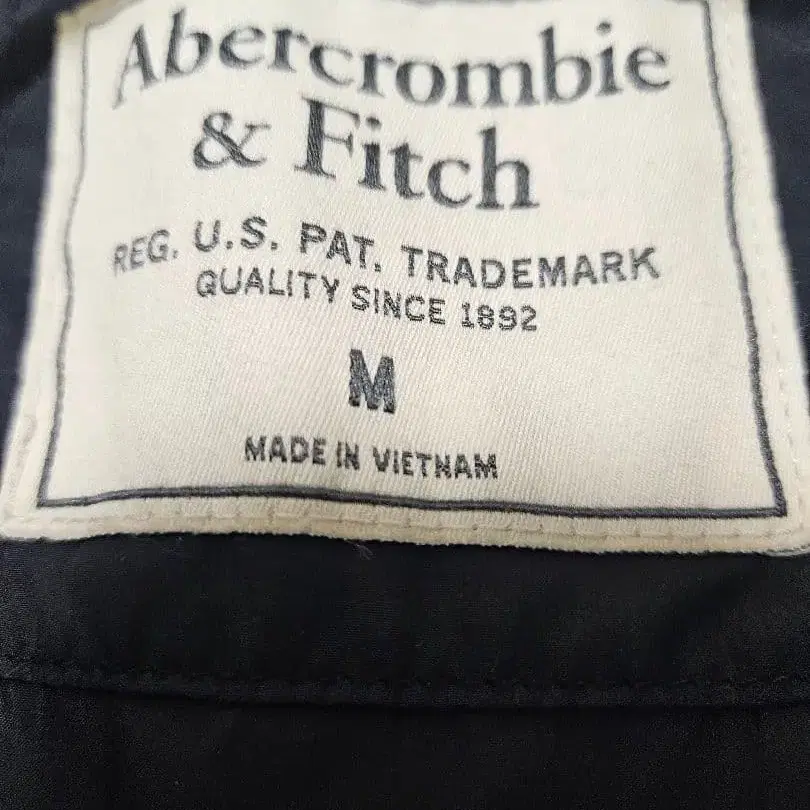 Abercrombie
& Fitch
REG. U.S. PAT. TRADEMARK
QUALITY SINCE 1892
M
MADE IN VIETNAM